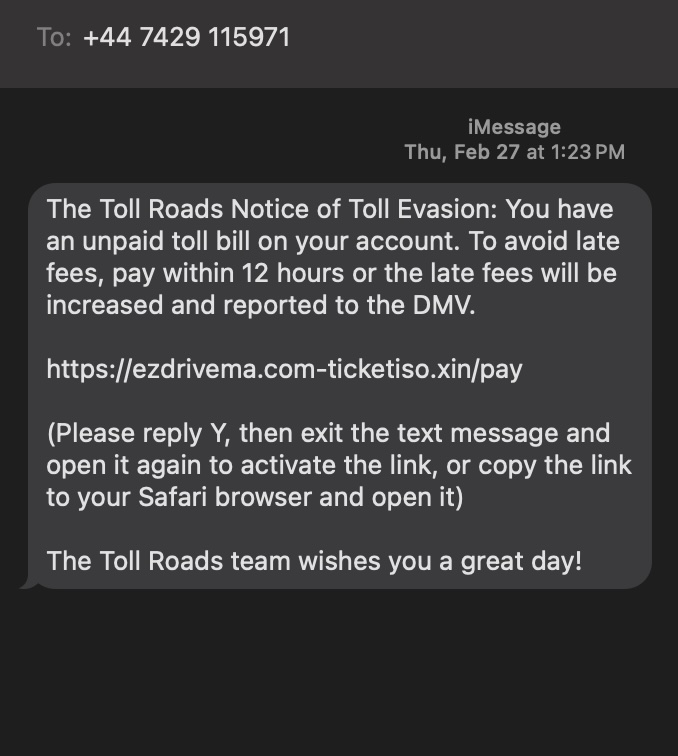 To: +44 7429 115971
iMessage
Thu, Feb 27 at 1:23 PM
The Toll Roads Notice of Toll Evasion: You have
an unpaid toll bill on your account. To avoid late
fees, pay within 12 hours or the late fees will be
increased and reported to the DMV.
https://ezdrivema.com-ticketiso.xin/pay
(Please reply Y, then exit the text message and
open it again to activate the link, or copy the link
to your Safari browser and open it)
The Toll Roads team wishes you a great day!